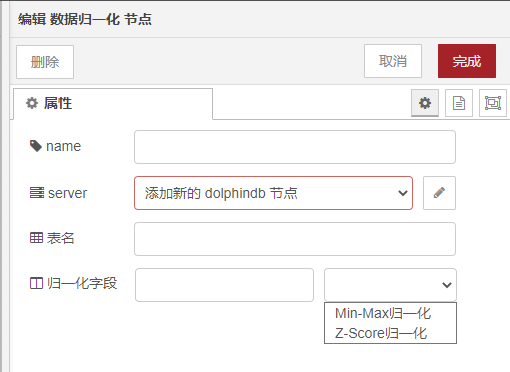 编辑 数据归一化 节点
删除
取消
完成
属性
name
server
添加新的 dolphindb 节点
表名
归一化字段
Min-Max归一化
Z-Score归一化